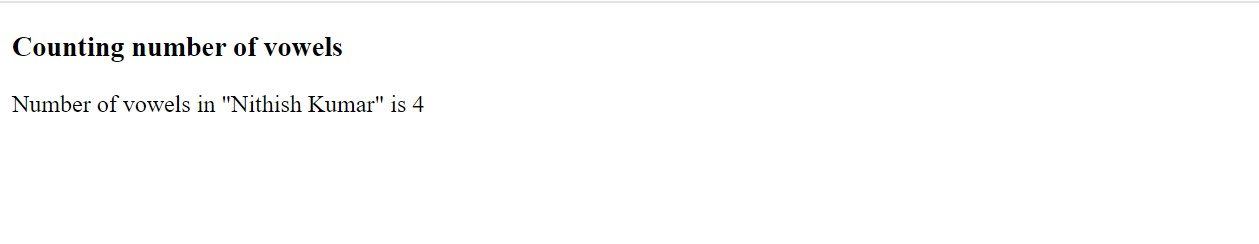 Counting number of vowels
Number of vowels in "Nithish Kumar" is 4